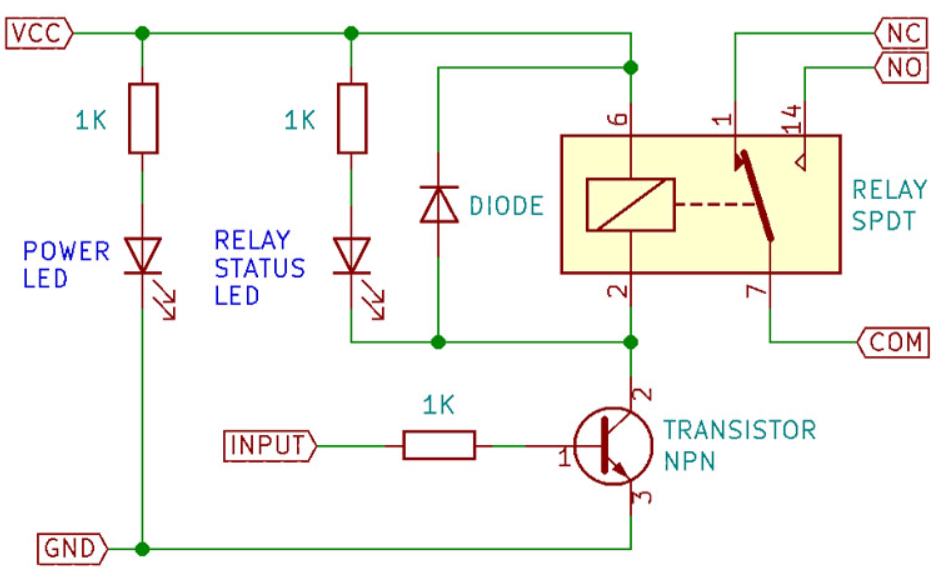 VCC
NC
NO
1K
1K
6
1
14
DIODE
RELAY
SPDT
POWER
LED
RELAY
STATUS
LED
2
7
COM
1K
2
TRANSISTOR
NPN
INPUT
1
3
GND